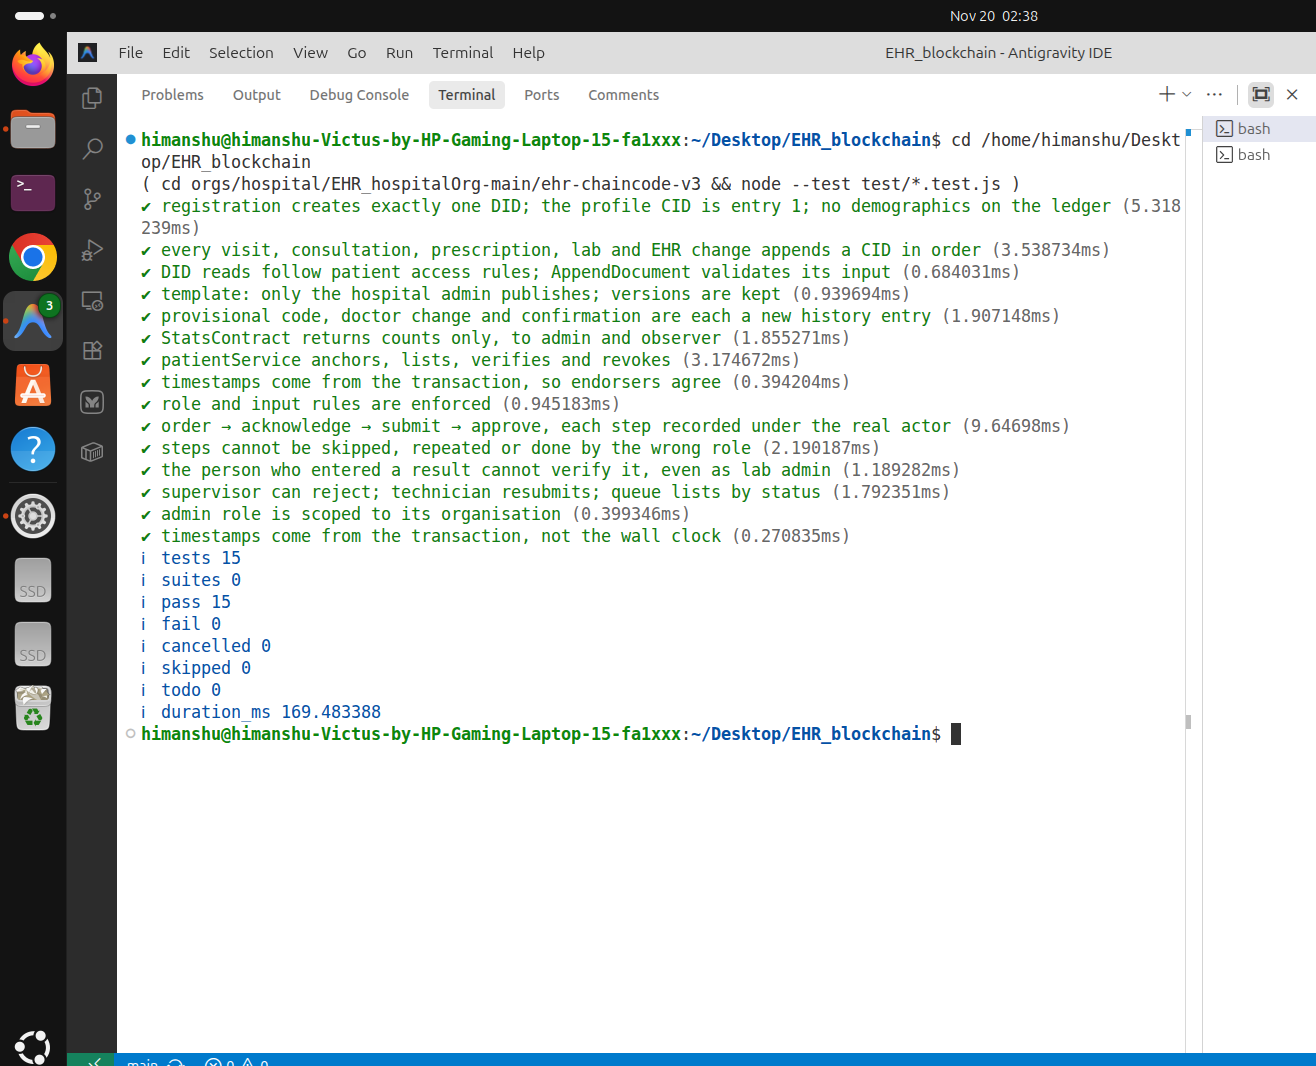 Nov 20 02:38
File Edit Selection View Go Run Terminal Help
EHR_blockchain - Antigravity IDE
Problems Output Debug Console Terminal Ports Comments
bash
bash
himanshu@himanshu-Victus-by-HP-Gaming-Laptop-15-fa1xxx:~/Desktop/EHR_blockchain$ cd /home/himanshu/Deskt
op/EHR_blockchain
( cd orgs/hospital/EHR_hospitalOrg-main/ehr-chaincode-v3 && node --test test/*.test.js )
✔ registration creates exactly one DID; the profile CID is entry 1; no demographics on the ledger (5.318
239ms)
✔ every visit, consultation, prescription, lab and EHR change appends a CID in order (3.538734ms)
✔ DID reads follow patient access rules; AppendDocument validates its input (0.684031ms)
✔ template: only the hospital admin publishes; versions are kept (0.939694ms)
✔ provisional code, doctor change and confirmation are each a new history entry (1.907148ms)
✔ StatsContract returns counts only, to admin and observer (1.855271ms)
✔ patientService anchors, lists, verifies and revokes (3.174672ms)
✔ timestamps come from the transaction, so endorsers agree (0.394204ms)
✔ role and input rules are enforced (0.945183ms)
✔ order → acknowledge → submit → approve, each step recorded under the real actor (9.64698ms)
✔ steps cannot be skipped, repeated or done by the wrong role (2.190187ms)
✔ the person who entered a result cannot verify it, even as lab admin (1.189282ms)
✔ supervisor can reject; technician resubmits; queue lists by status (1.792351ms)
✔ admin role is scoped to its organisation (0.399346ms)
✔ timestamps come from the transaction, not the wall clock (0.270835ms)
i tests 15
i suites 0
i pass 15
i fail 0
i cancelled 0
i skipped 0
i todo 0
i duration_ms 169.483388
himanshu@himanshu-Victus-by-HP-Gaming-Laptop-15-fa1xxx:~/Desktop/EHR_blockchain$
3
SSD
SSD
main 0 0